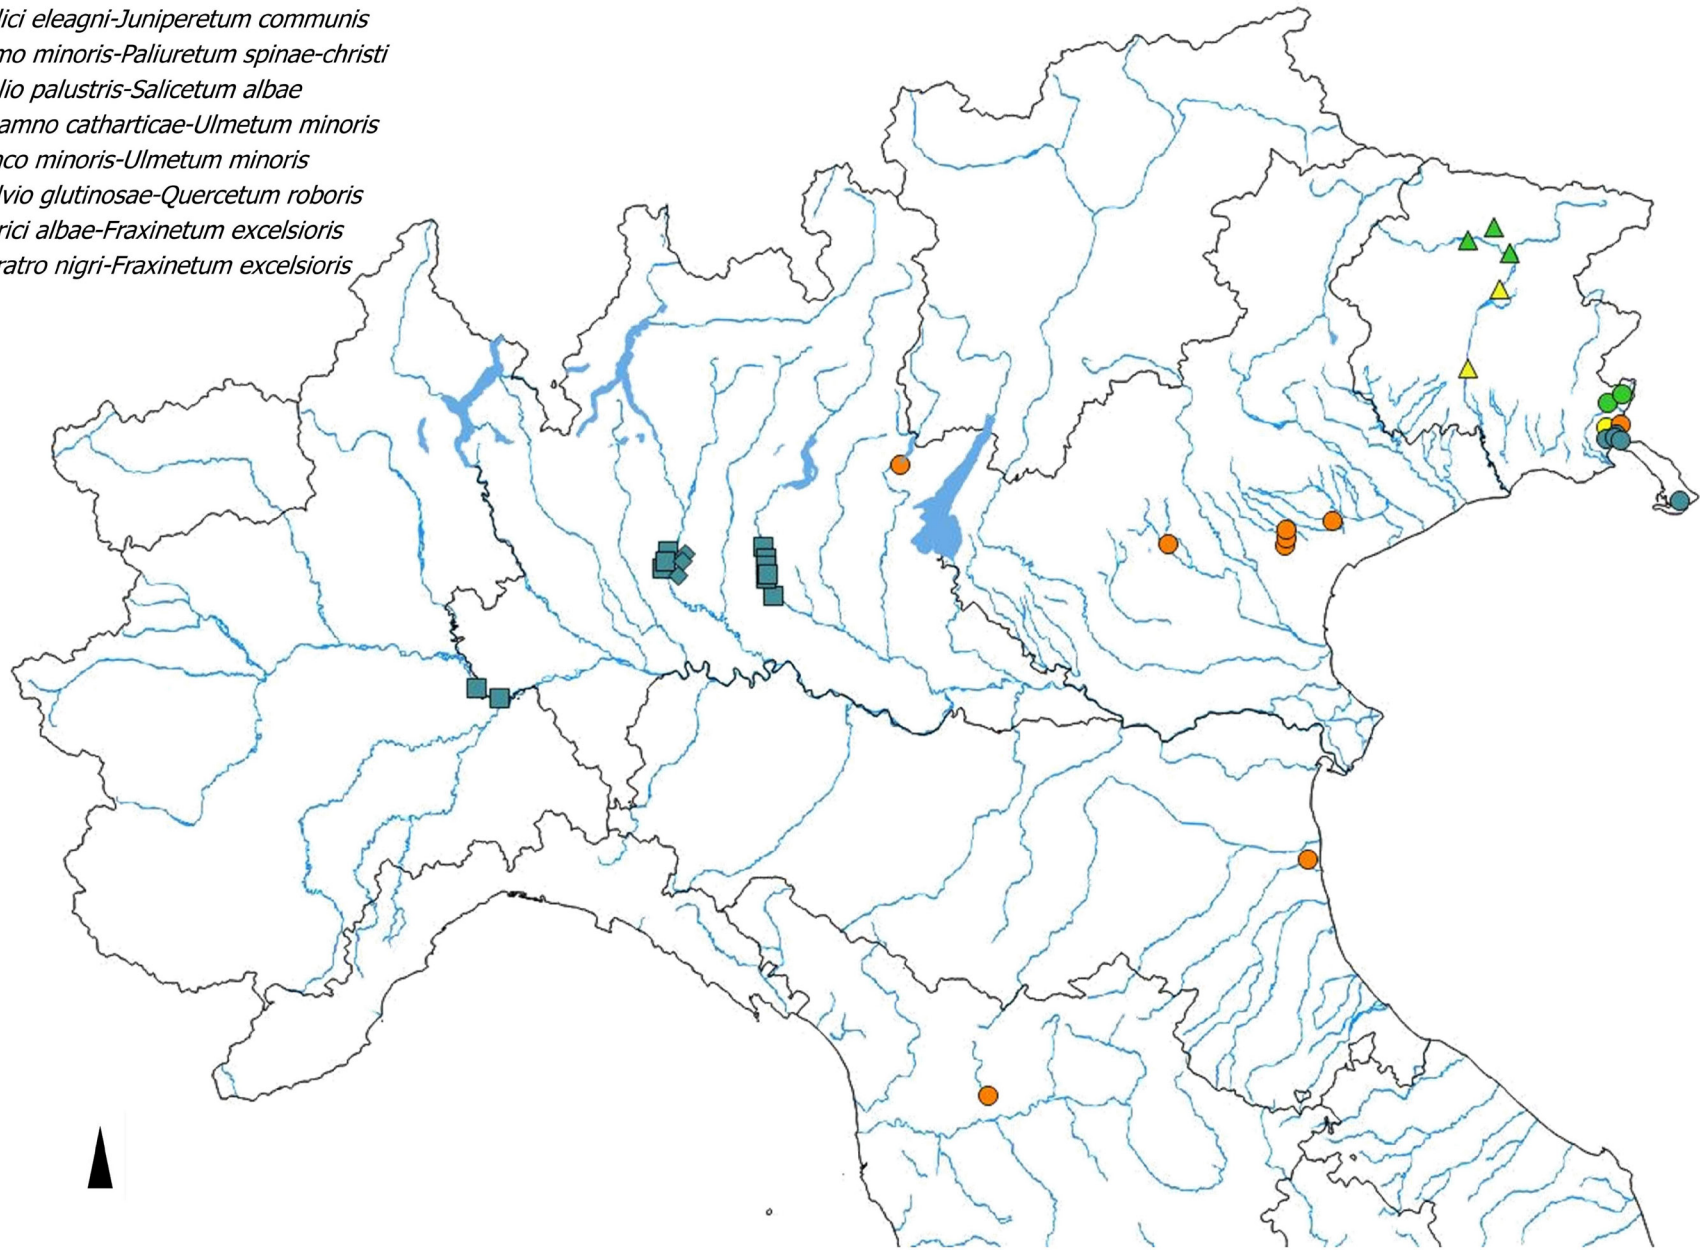 lici eleagni-Juniperetum communis
mo minoris-Paliuretum spinae-christi
lio palustris-Salicetum albae
amno catharticae-Ulmetum minoris
nco minoris-Ulmetum minoris
lvio glutinosae-Quercetum roboris
rici albae-Fraxinetum excelsioris
ratro nigri-Fraxinetum excelsioris